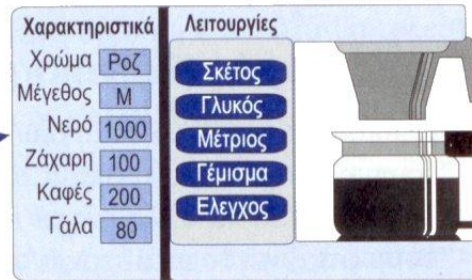 Χαρακτηριστικά
Χρώμα Ροζ
Μέγεθος Μ
Νερό 1000
Ζάχαρη 100
Καφές 200
Γάλα 80
Λειτουργίες
Σκέτος
Γλυκός
Μέτριος
Γέμισμα
Ελεγχος